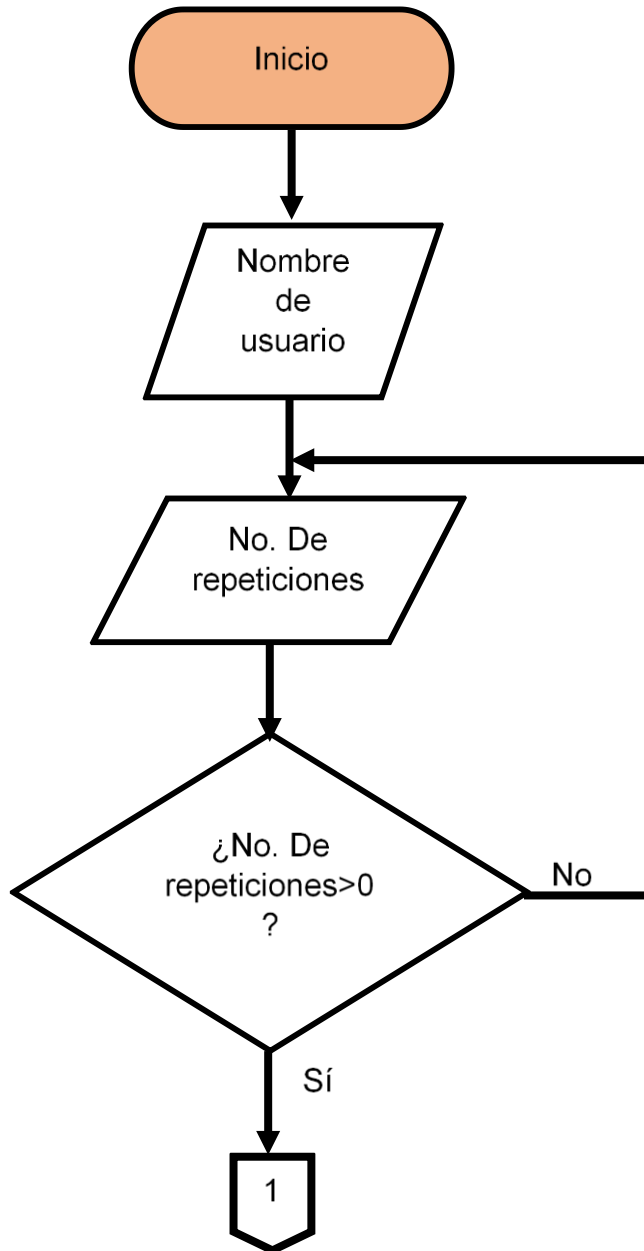 Inicio
Nombre
de
usuario
No. De
repeticiones
¿No. De
repeticiones>0
?
No
Sí
1